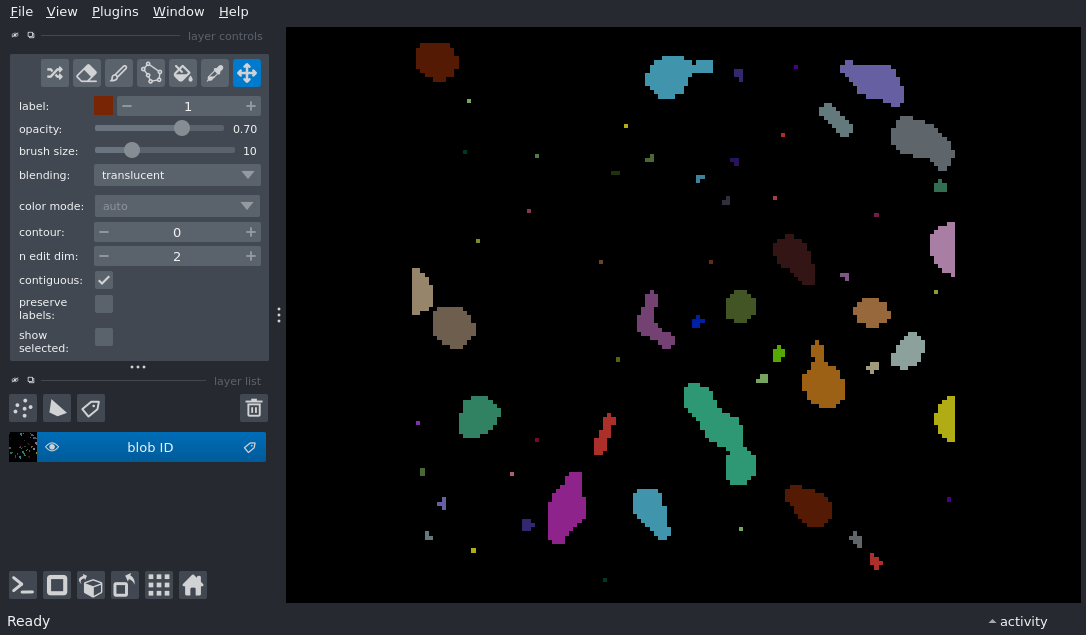 File View Plugins Window Help
layer controls
label: 1
opacity: 0.70
brush size: 10
blending: translucent
color mode: auto
contour: 0
n edit dim: 2
contiguous:
preserve
labels:
show
selected:
layer list
blob ID
Ready activity